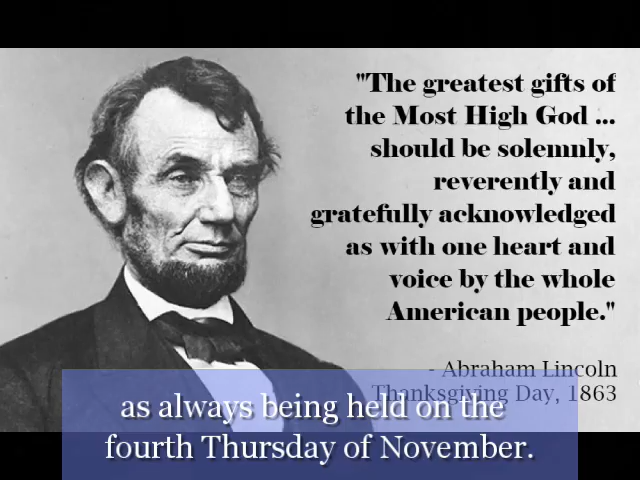 "The greatest gifts of
the Most High God ...
should be solemnly,
reverently and
gratefully acknowledged
as with one heart and
voice by the whole
American people."
- Abraham Lincoln
Thanksgiving Day, 1863
as always being held on the
fourth Thursday of November.